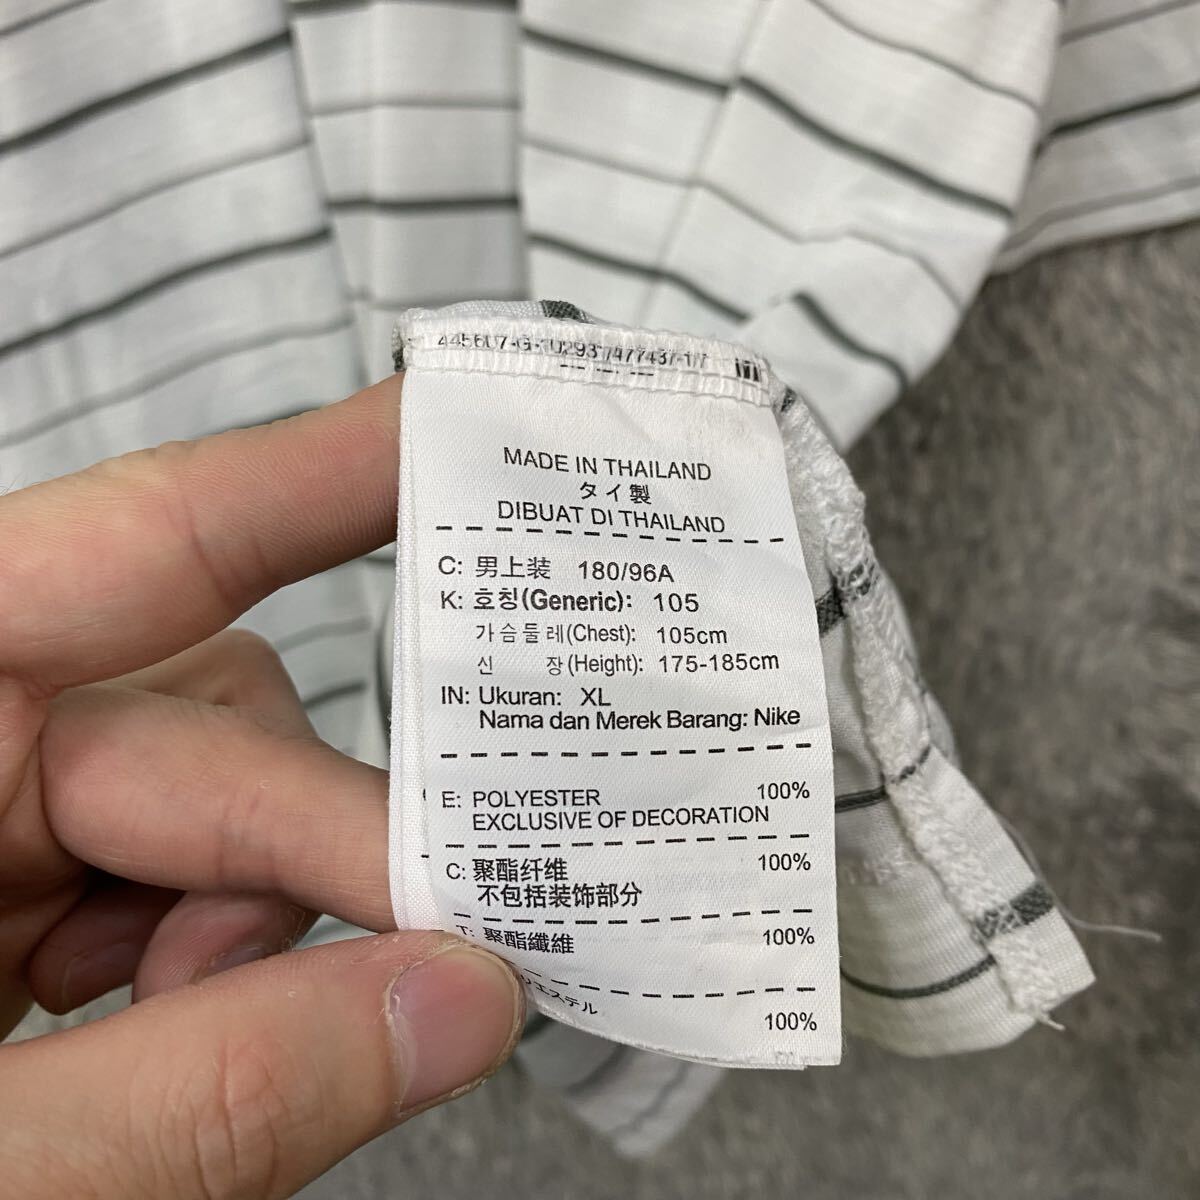 MADE IN THAILAND
タイ製
DIBUAT DI THAILAND
C: 男上装 180/96A
K: 호칭(Generic): 105
가슴둘레(Chest): 105cm
신 장(Height): 175-185cm
IN: Ukuran: XL
Nama dan Merek Barang: Nike
E: POLYESTER 100%
EXCLUSIVE OF DECORATION
C: 聚酯纤维 100%
不包括装饰部分
T: 聚酯纖維 100%
リエステル 100%